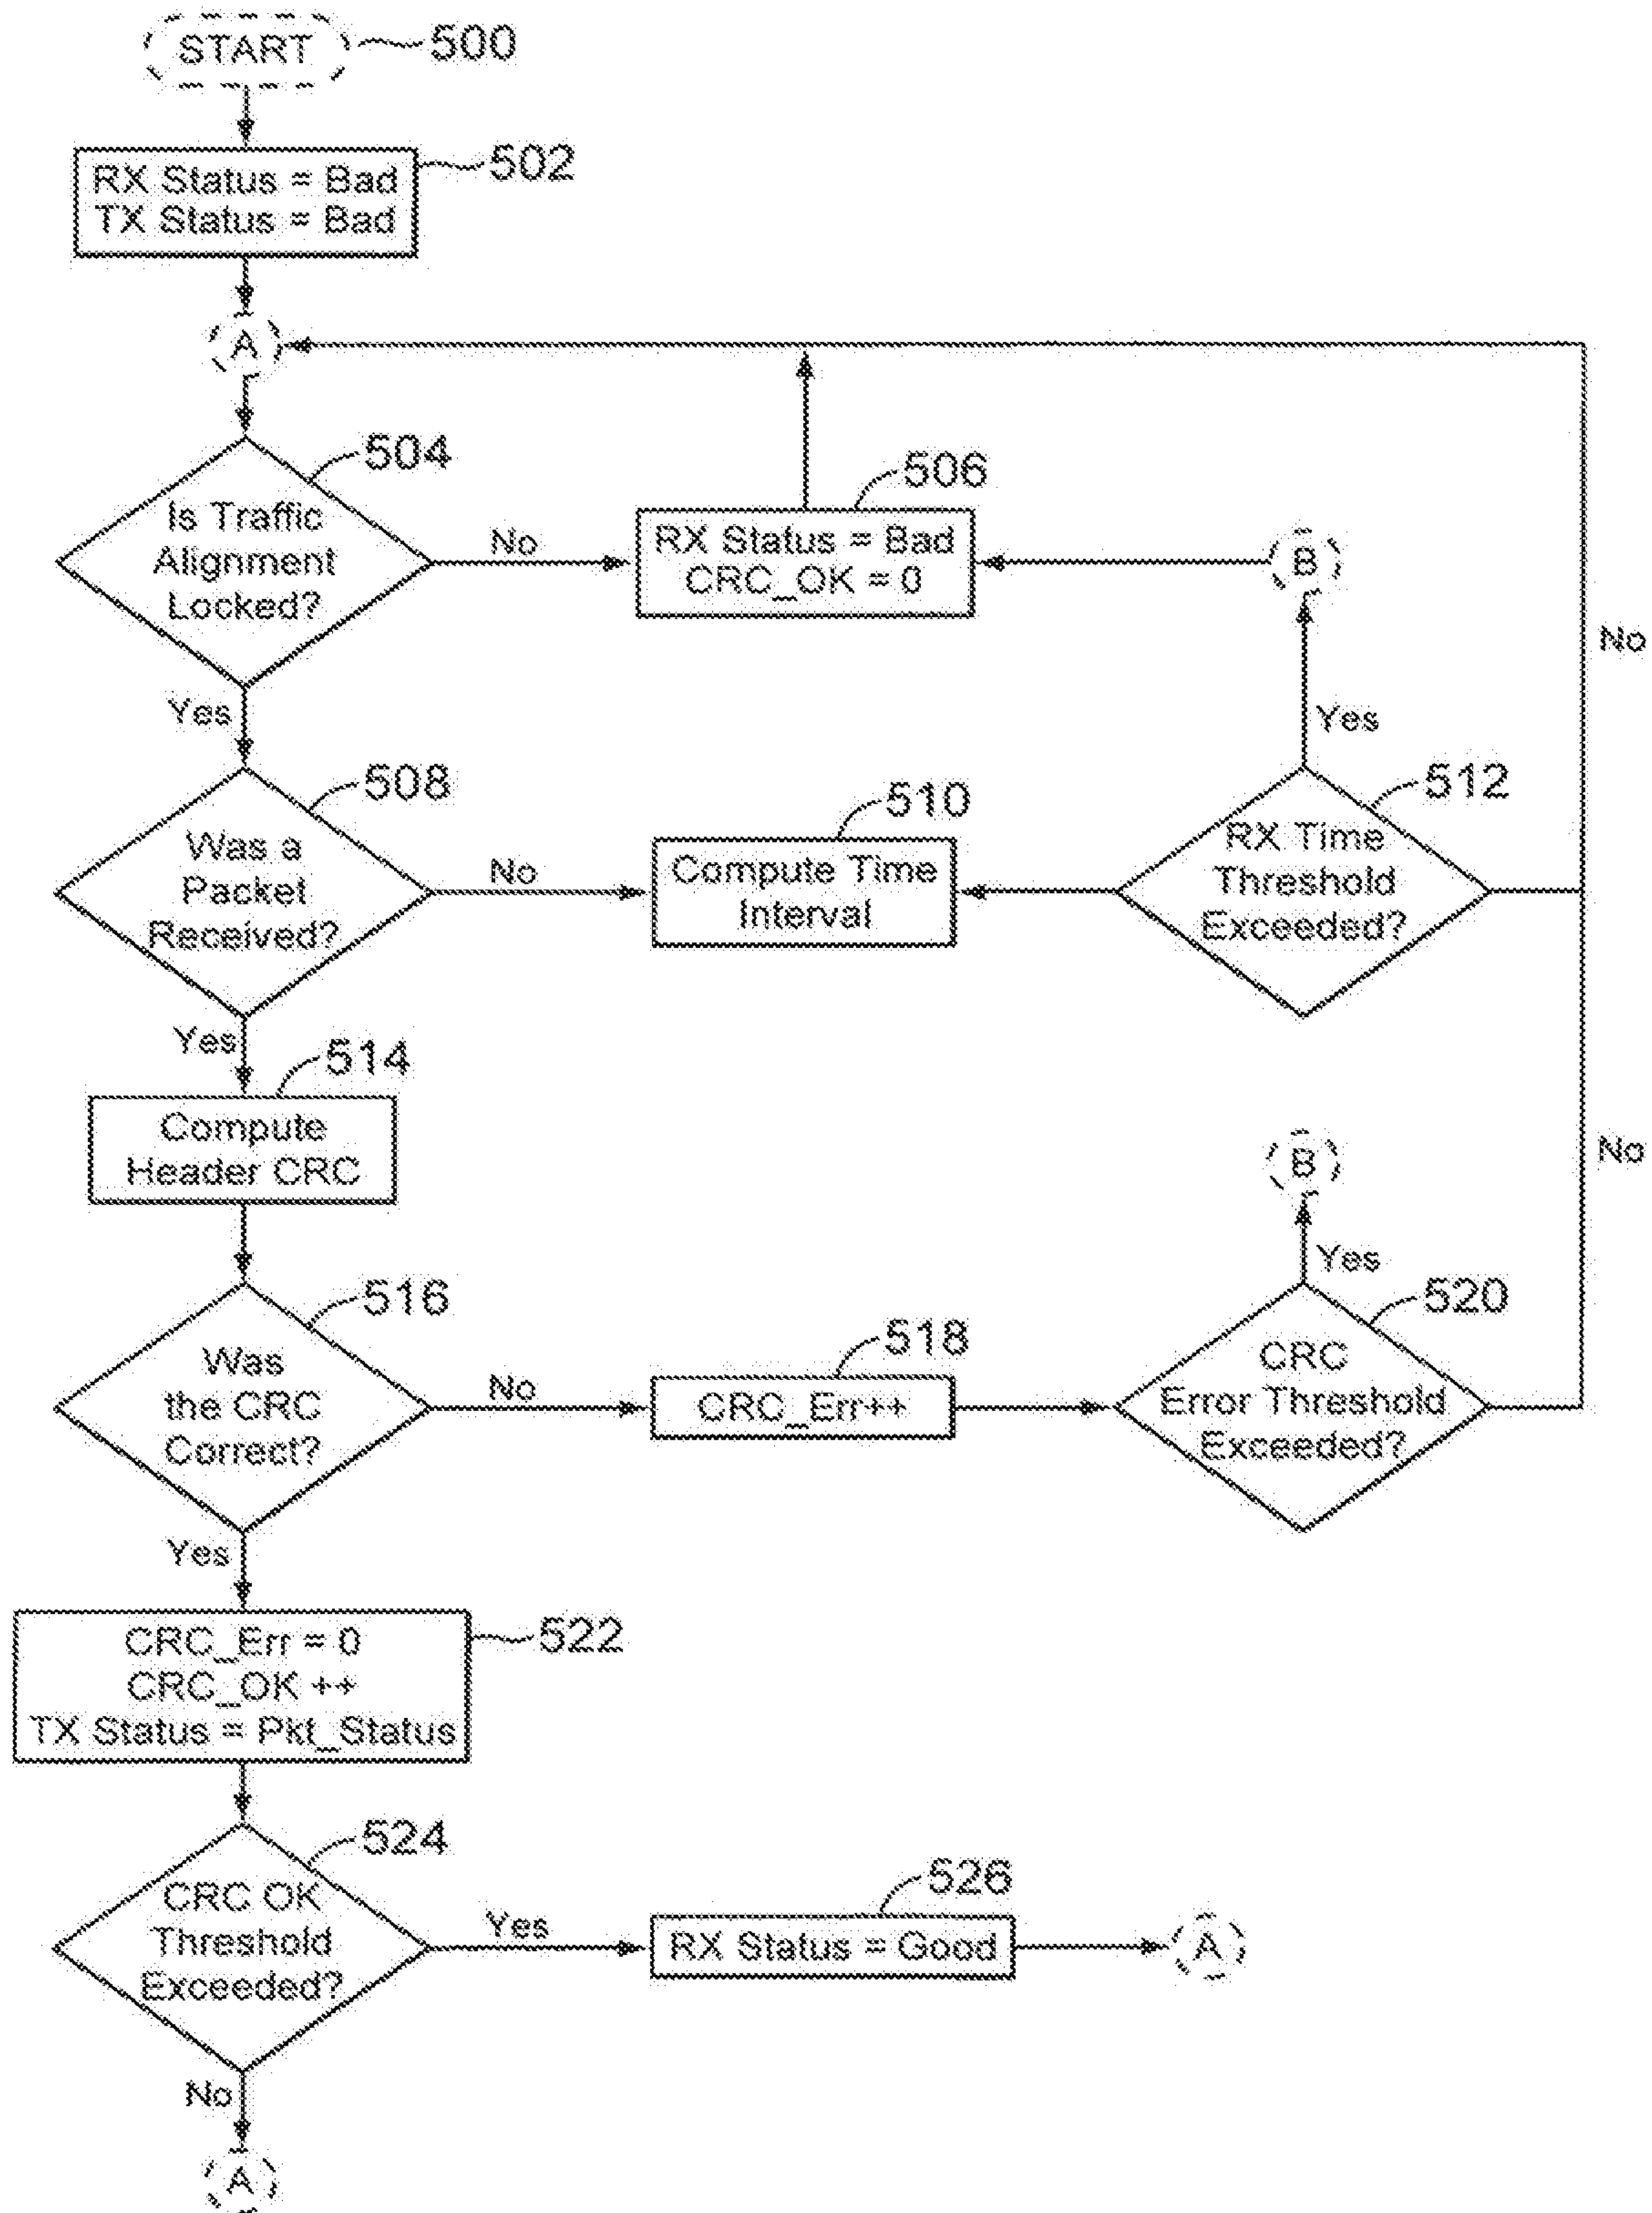 START
500
RX Status = Bad
TX Status = Bad
502
A
504
Is Traffic
Alignment
Locked?
No
506
RX Status = Bad
CRC_OK = 0
B
No
Yes
Yes
508
Was a
Packet
Received?
No
510
Compute Time
Interval
512
RX Time
Threshold
Exceeded?
Yes
514
Compute
Header CRC
B
No
Yes
516
Was
the CRC
Correct?
No
518
CRC_Err++
520
CRC
Error Threshold
Exceeded?
Yes
CRC_Err = 0
CRC_OK ++
TX Status = Pkt_Status
522
524
CRC OK
Threshold
Exceeded?
Yes
526
RX Status = Good
A
No
A